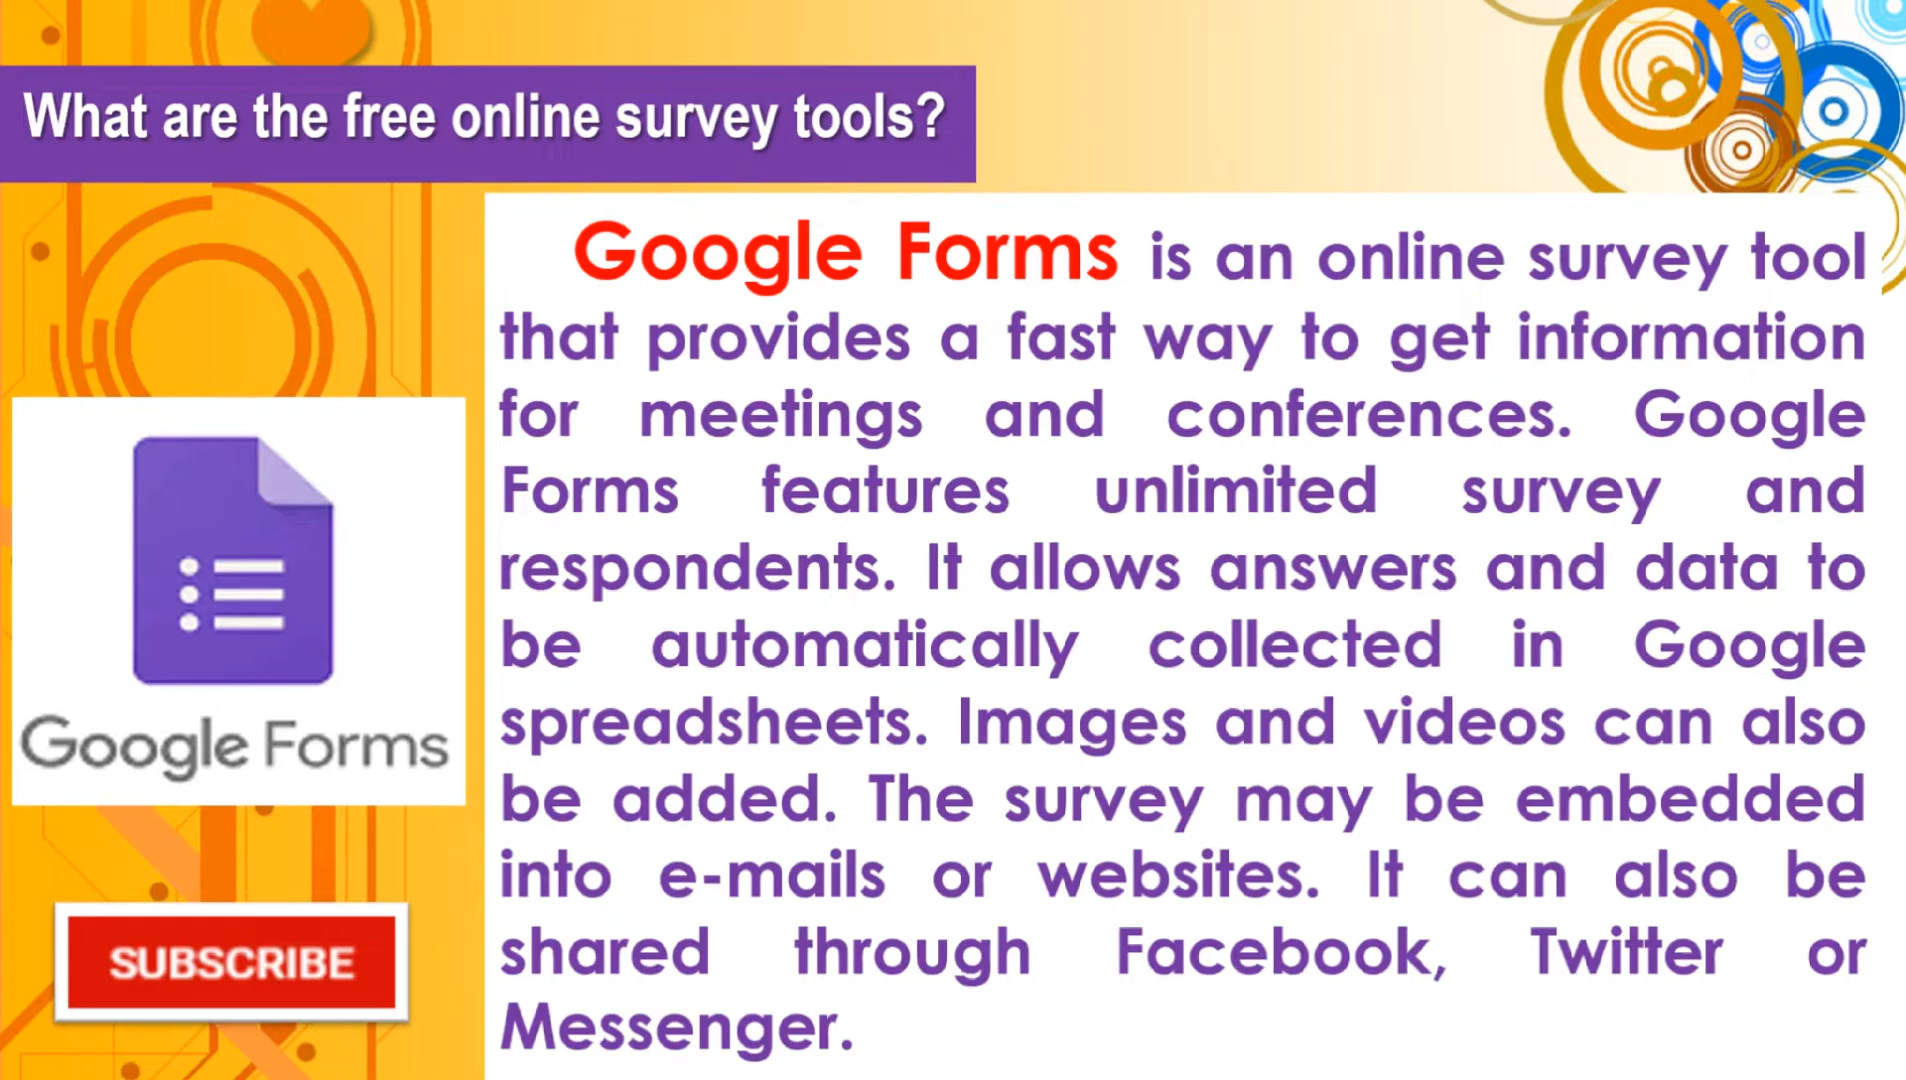 What are the free online survey tools?
Google Forms is an online survey tool
that provides a fast way to get information
for meetings and conferences. Google
Forms features unlimited survey and
respondents. It allows answers and data to
be automatically collected in Google
spreadsheets. Images and videos can also
be added. The survey may be embedded
into e-mails or websites. It can also be
shared through Facebook, Twitter or
Messenger.
Google Forms
SUBSCRIBE